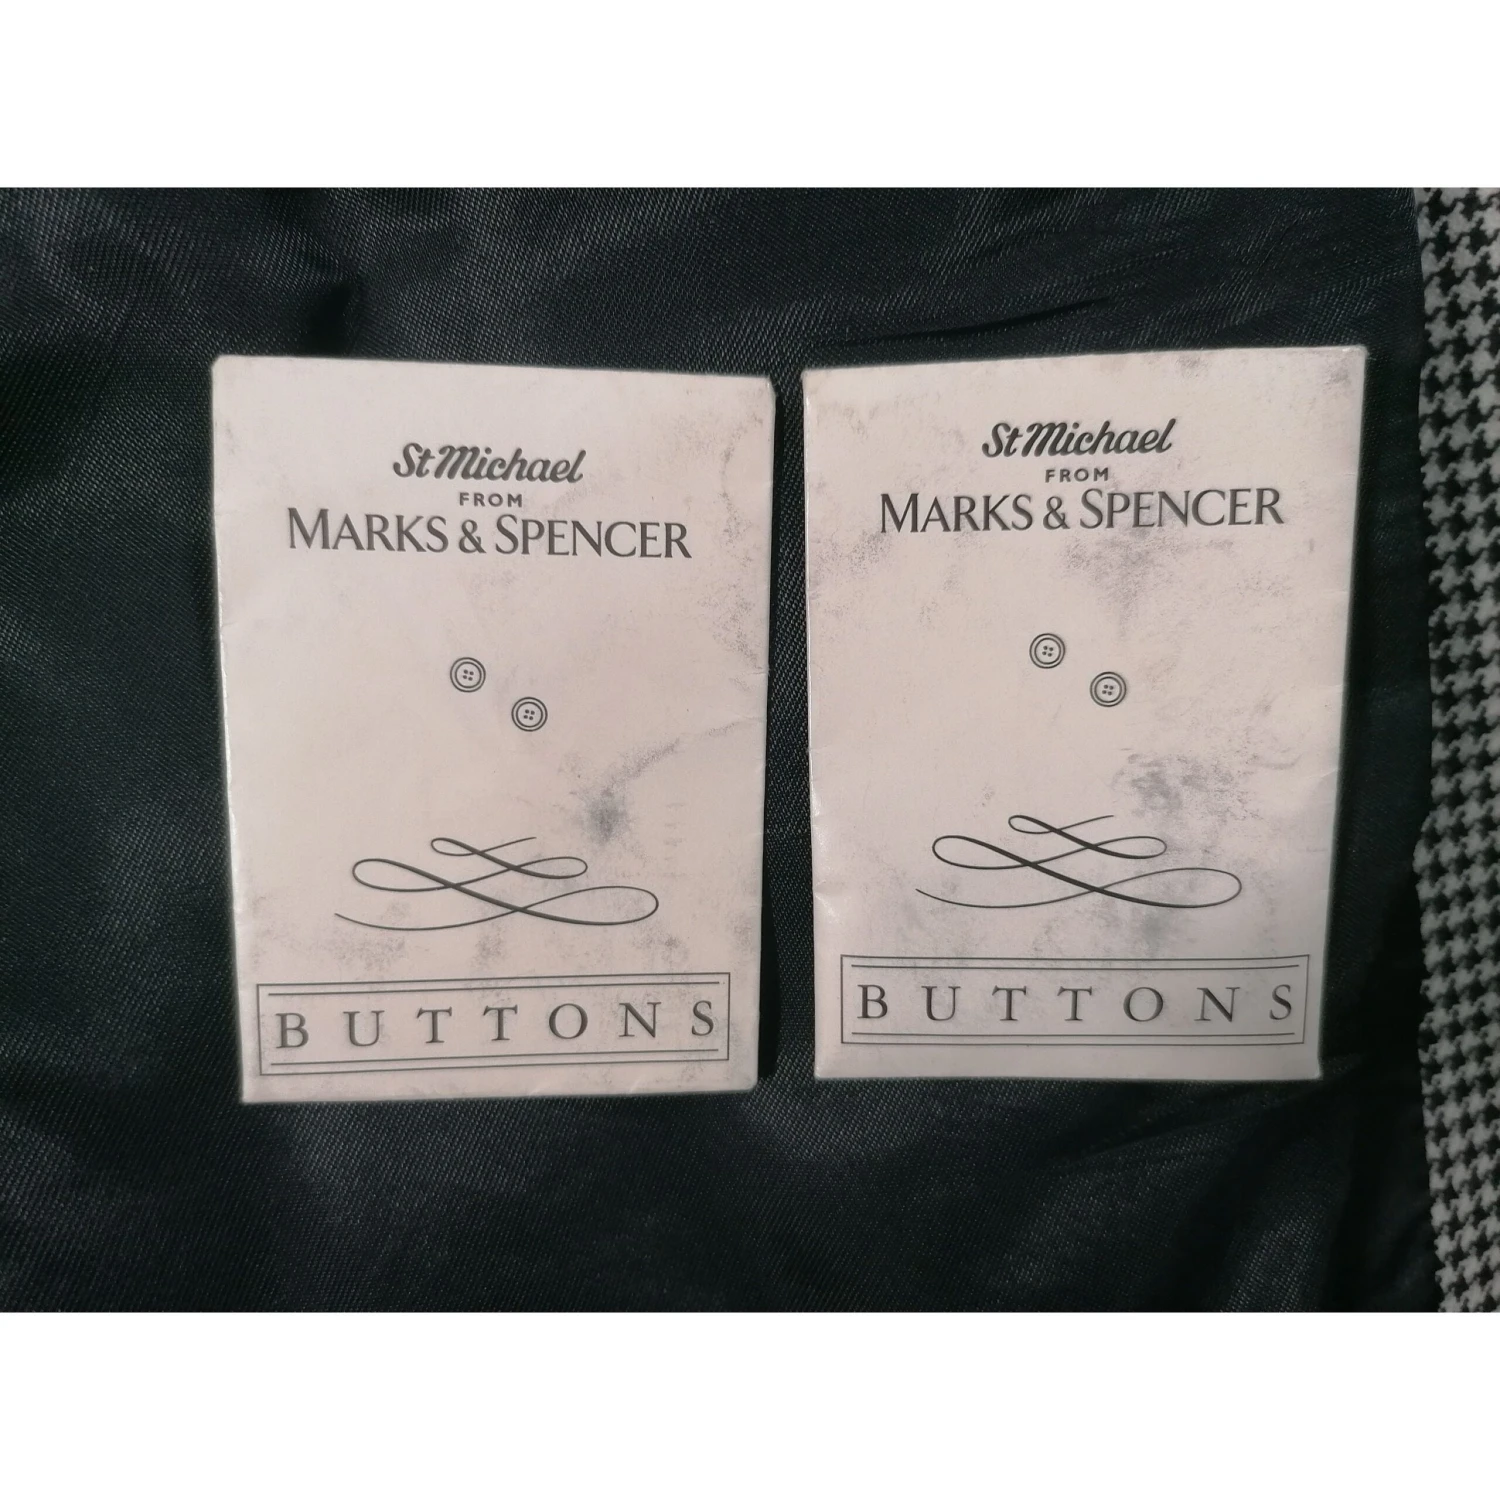 St Michael
FROM
MARKS & SPENCER
BUTTONS
St Michael
FROM
MARKS & SPENCER
BUTTONS